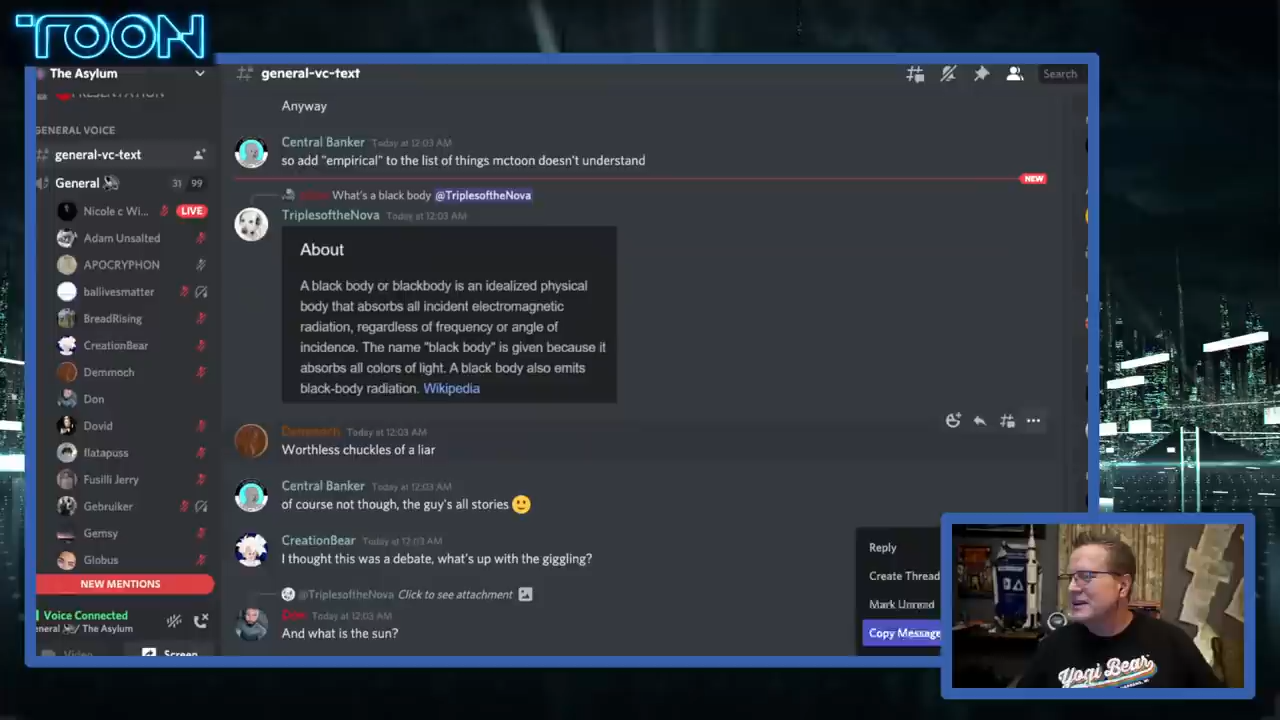 TOON
The Asylum
general-vc-text
Search
PRESENTATION
GENERAL VOICE
general-vc-text
General
31 99
Nicole c Wi...
LIVE
Adam Unsalted
APOCRYPHON
ballivesmatter
BreadRising
CreationBear
Demmoch
Don
Dovid
flatapuss
Fusilli Jerry
Gebruiker
Gemsy
Globus
NEW MENTIONS
Voice Connected
eneral / The Asylum
Video
Screen
Anyway
Central Banker Today at 12:03 AM
so add "empirical" to the list of things mctoon doesn't understand
NEW
What's a black body @TriplesoftheNova
TriplesoftheNova Today at 12:03 AM
About
A black body or blackbody is an idealized physical
body that absorbs all incident electromagnetic
radiation, regardless of frequency or angle of
incidence. The name "black body" is given because it
absorbs all colors of light. A black body also emits
black-body radiation. Wikipedia
Demmoch Today at 12:03 AM
Worthless chuckles of a liar
Central Banker Today at 12:03 AM
of course not though, the guy's all stories
CreationBear Today at 12:03 AM
I thought this was a debate, what's up with the giggling?
@TriplesoftheNova Click to see attachment
Don Today at 12:03 AM
And what is the sun?
Reply
Create Thread
Mark Unread
Copy Message
Yogi Bear